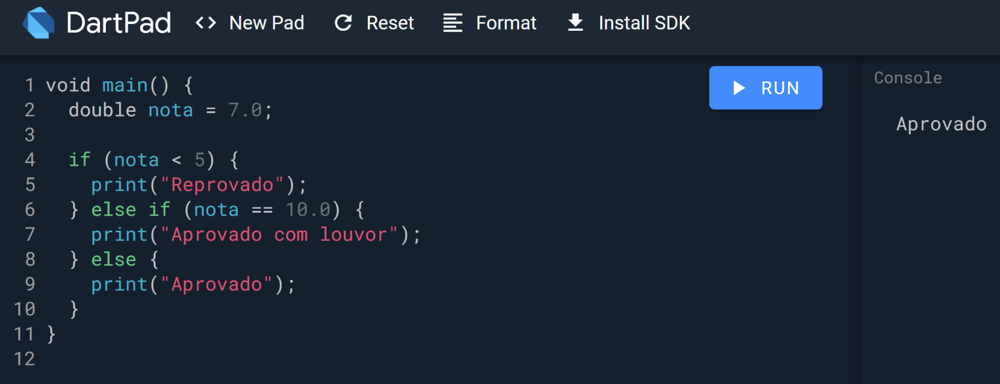 DartPad <> New Pad Reset Format Install SDK
RUN
Console
Aprovado
1 void main() {
2   double nota = 7.0;
3
4   if (nota < 5) {
5     print("Reprovado");
6   } else if (nota == 10.0) {
7     print("Aprovado com louvor");
8   } else {
9     print("Aprovado");
10   }
11 }
12